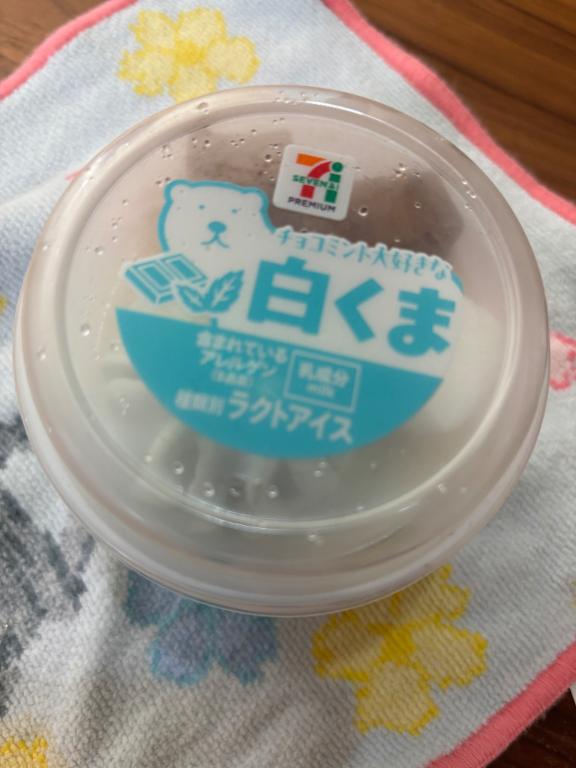 SEVEN&i
PREMIUM
チョコミント大好きな
白くま
含まれている
アレルゲン
乳成分
milk
種類別 ラクトアイス